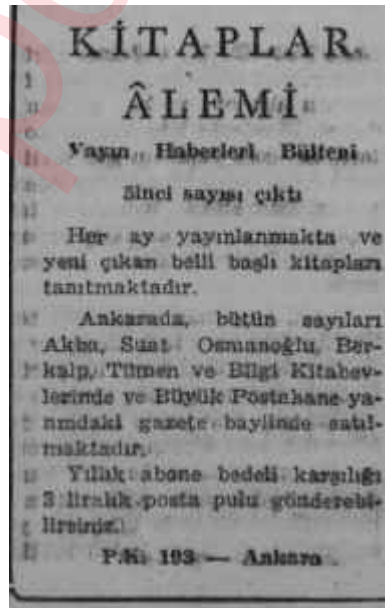 KİTAPLAR
ÂLEMİ
Yayın Haberleri Bülteni
5inci sayısı çıktı
Her ay yayınlanmakta ve
yeni çıkan belli başlı kitapları
tanıtmaktadır.
Ankarada, bütün sayıları
Akba, Suat Osmanoğlu, Ber-
kalp, Tümen ve Bilgi Kitabev-
lerinde ve Büyük Postahane ya-
nındaki gazete bayiinde satıl-
maktadır.
Yıllık abone bedeli karşılığı
3 liralık posta pulu gönderebi-
lirsiniz.
P.K. 193 — Ankara